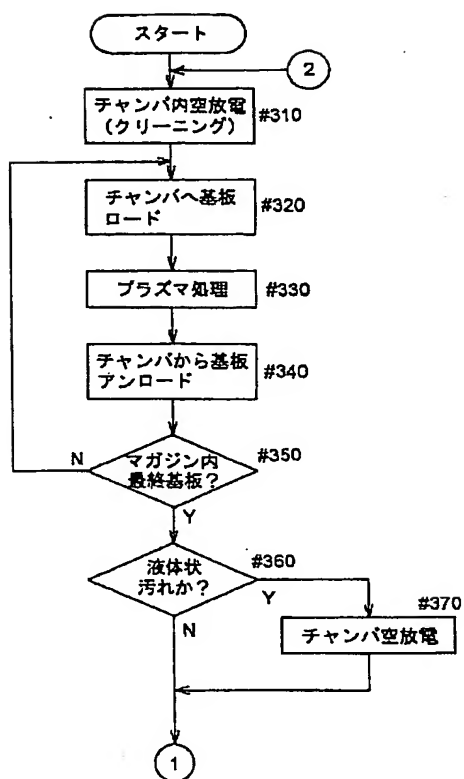 スタート
2
チャンバ内空放電
(クリーニング)
#310
チャンバへ基板
ロード
#320
プラズマ処理
#330
チャンバから基板
アンロード
#340
マガジン内
最終基板?
#350
N
Y
液体状
汚れか?
#360
Y
N
チャンバ空放電
#370
1